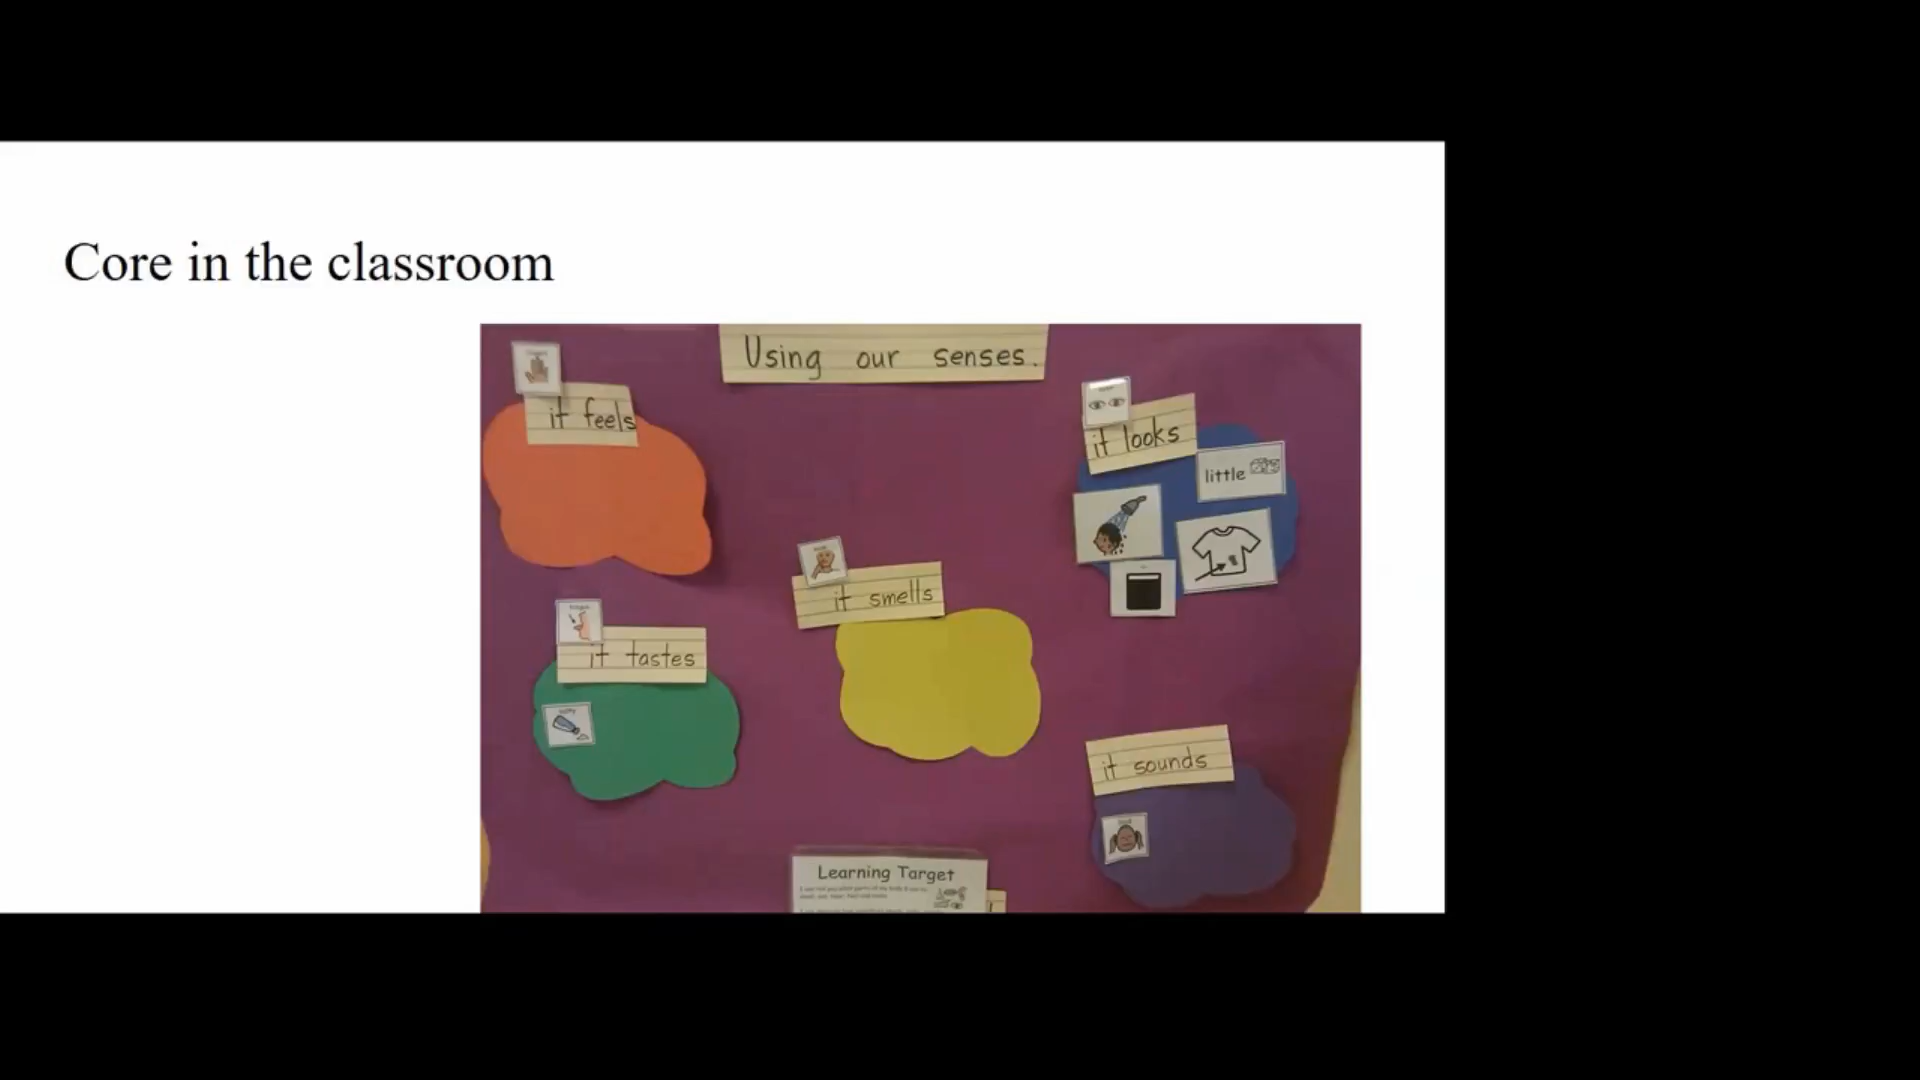 Core in the classroom
Using our senses.
it feels
it looks
little
it smells
it tastes
it sounds
Learning Target